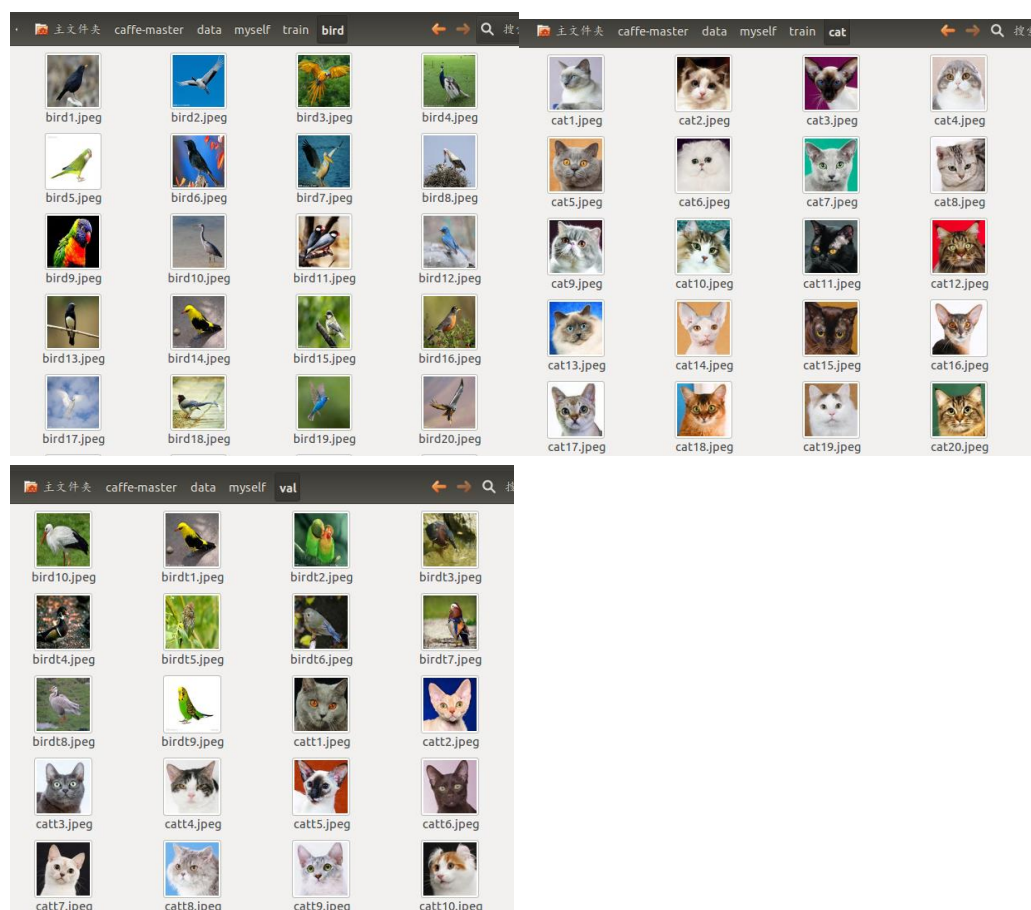 主文件夹 caffe-master data myself train bird
bird1.jpeg bird2.jpeg bird3.jpeg bird4.jpeg
bird5.jpeg bird6.jpeg bird7.jpeg bird8.jpeg
bird9.jpeg bird10.jpeg bird11.jpeg bird12.jpeg
bird13.jpeg bird14.jpeg bird15.jpeg bird16.jpeg
bird17.jpeg bird18.jpeg bird19.jpeg bird20.jpeg
主文件夹 caffe-master data myself train cat
cat1.jpeg cat2.jpeg cat3.jpeg cat4.jpeg
cat5.jpeg cat6.jpeg cat7.jpeg cat8.jpeg
cat9.jpeg cat10.jpeg cat11.jpeg cat12.jpeg
cat13.jpeg cat14.jpeg cat15.jpeg cat16.jpeg
cat17.jpeg cat18.jpeg cat19.jpeg cat20.jpeg
主文件夹 caffe-master data myself val
bird10.jpeg birdt1.jpeg birdt2.jpeg birdt3.jpeg
birdt4.jpeg birdt5.jpeg birdt6.jpeg birdt7.jpeg
birdt8.jpeg birdt9.jpeg catt1.jpeg catt2.jpeg
catt3.jpeg catt4.jpeg catt5.jpeg catt6.jpeg
catt7.jpeg catt8.jpeg catt9.jpeg catt10.jpeg